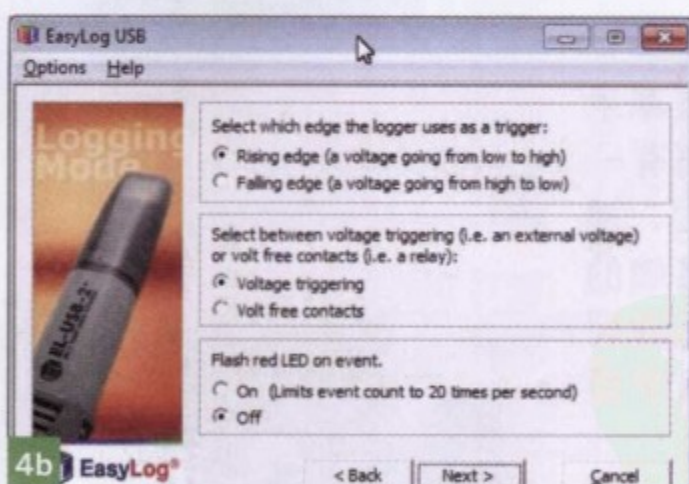 EasyLog USB
Options Help
Logging
Mode
EL-USB-2
Select which edge the logger uses as a trigger:
Rising edge (a voltage going from low to high)
Falling edge (a voltage going from high to low)
Select between voltage triggering (i.e. an external voltage)
or volt free contacts (i.e. a relay):
Voltage triggering
Volt free contacts
Flash red LED on event.
On (Limits event count to 20 times per second)
Off
4b
EasyLog®
< Back Next > Cancel